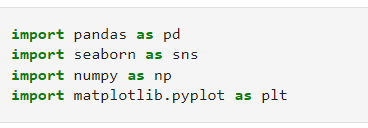 import pandas as pd
import seaborn as sns
import numpy as np
import matplotlib.pyplot as plt